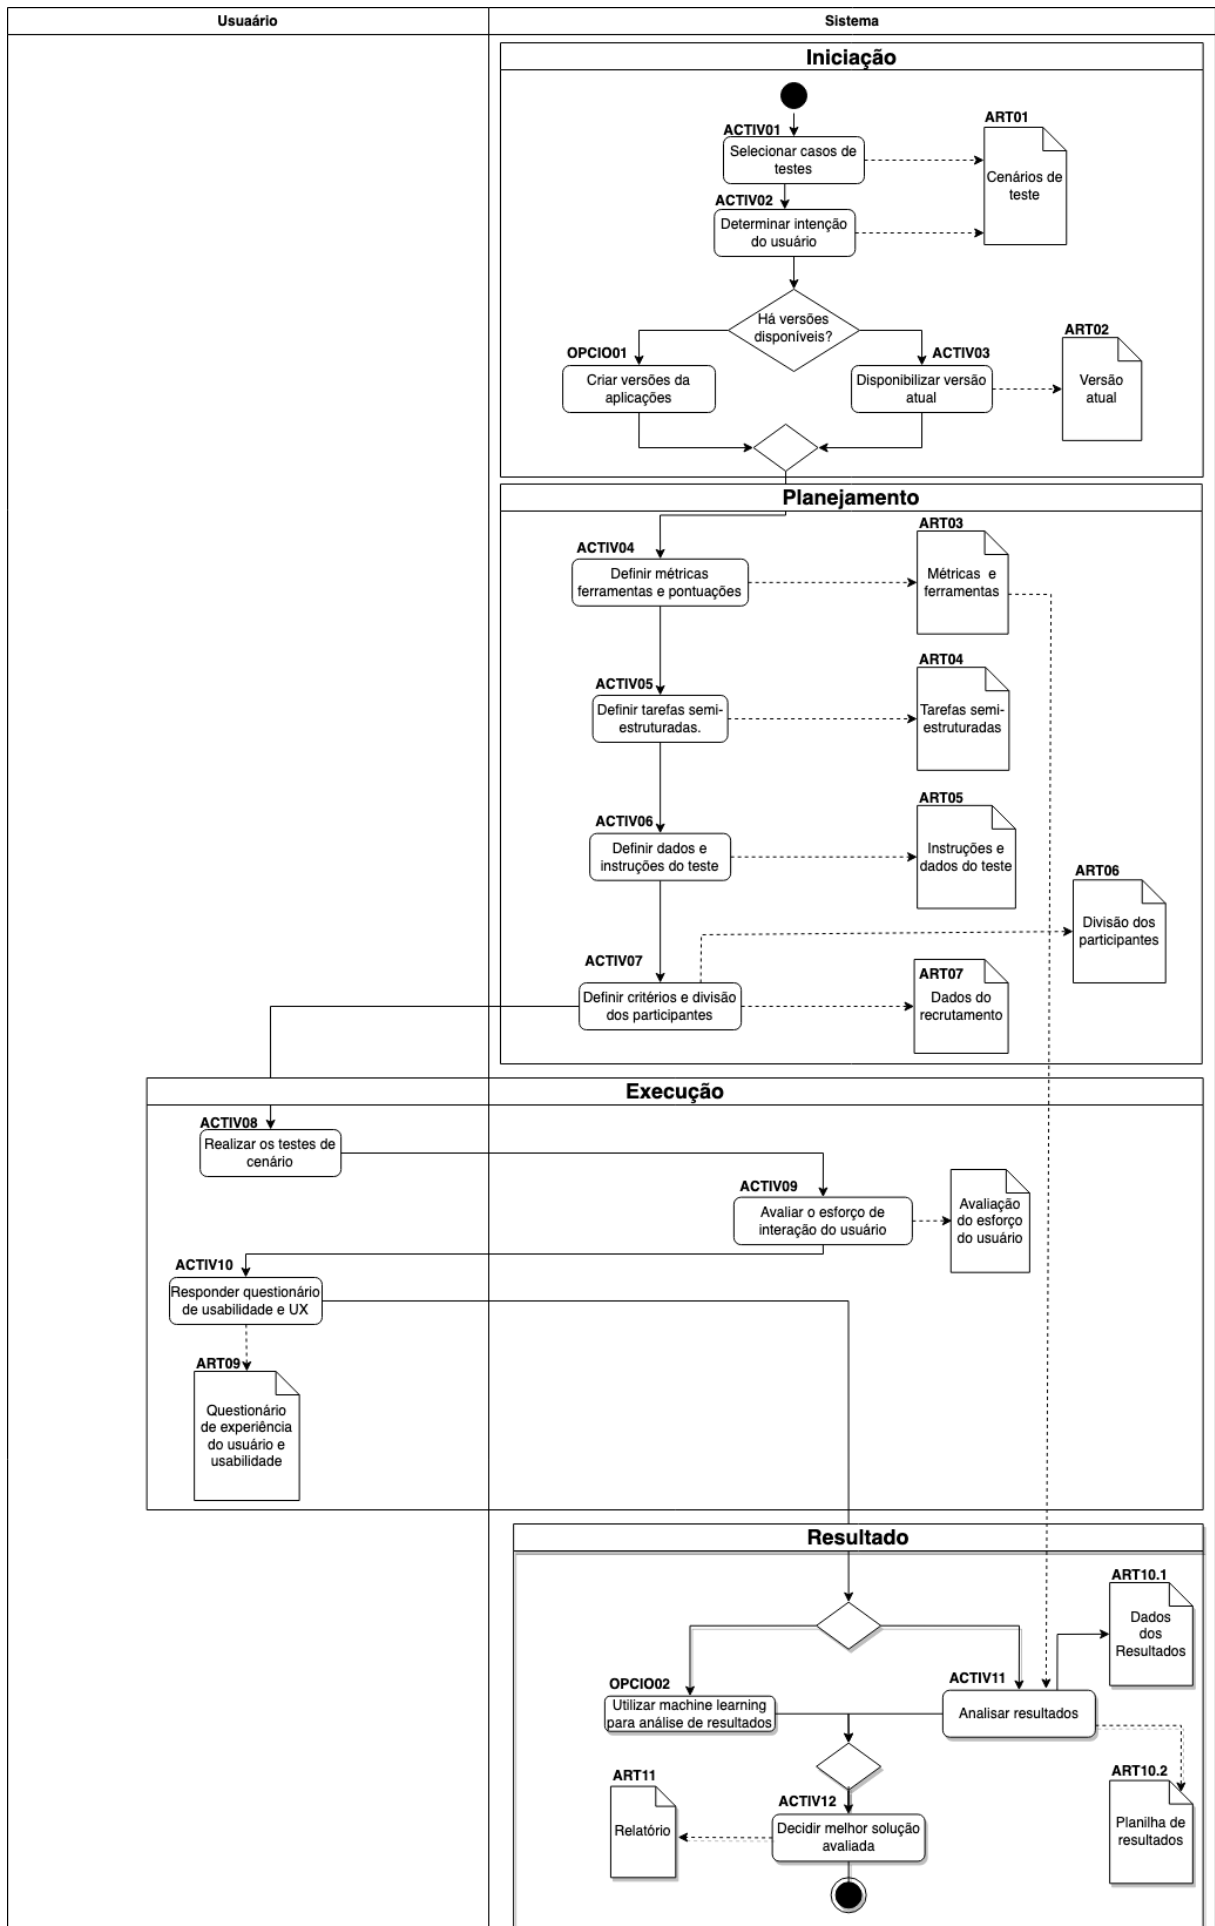 Usuaário
Sistema
Iniciação
ACTIV01
Selecionar casos de
testes
ART01
Cenários de
teste
ACTIV02
Determinar intenção
do usuário
Há versões
disponíveis?
OPCIO01
Criar versões da
aplicações
ACTIV03
Disponibilizar versão
atual
ART02
Versão
atual
Planejamento
ACTIV04
Definir métricas
ferramentas e pontuações
ART03
Métricas e
ferramentas
ACTIV05
Definir tarefas semi-
estruturadas.
ART04
Tarefas semi-
estruturadas
ACTIV06
Definir dados e
instruções do teste
ART05
Instruções e
dados do teste
ART06
Divisão dos
participantes
ACTIV07
Definir critérios e divisão
dos participantes
ART07
Dados do
recrutamento
Execução
ACTIV08
Realizar os testes de
cenário
ACTIV09
Avaliar o esforço de
interação do usuário
Avaliação
do esforço
do usuário
ACTIV10
Responder questionário
de usabilidade e UX
ART09
Questionário
de experiência
do usuário e
usabilidade
Resultado
ART10.1
Dados
dos
Resultados
OPCIO02
Utilizar machine learning
para análise de resultados
ACTIV11
Analisar resultados
ART10.2
Planilha de
resultados
ART11
Relatório
ACTIV12
Decidir melhor solução
avaliada